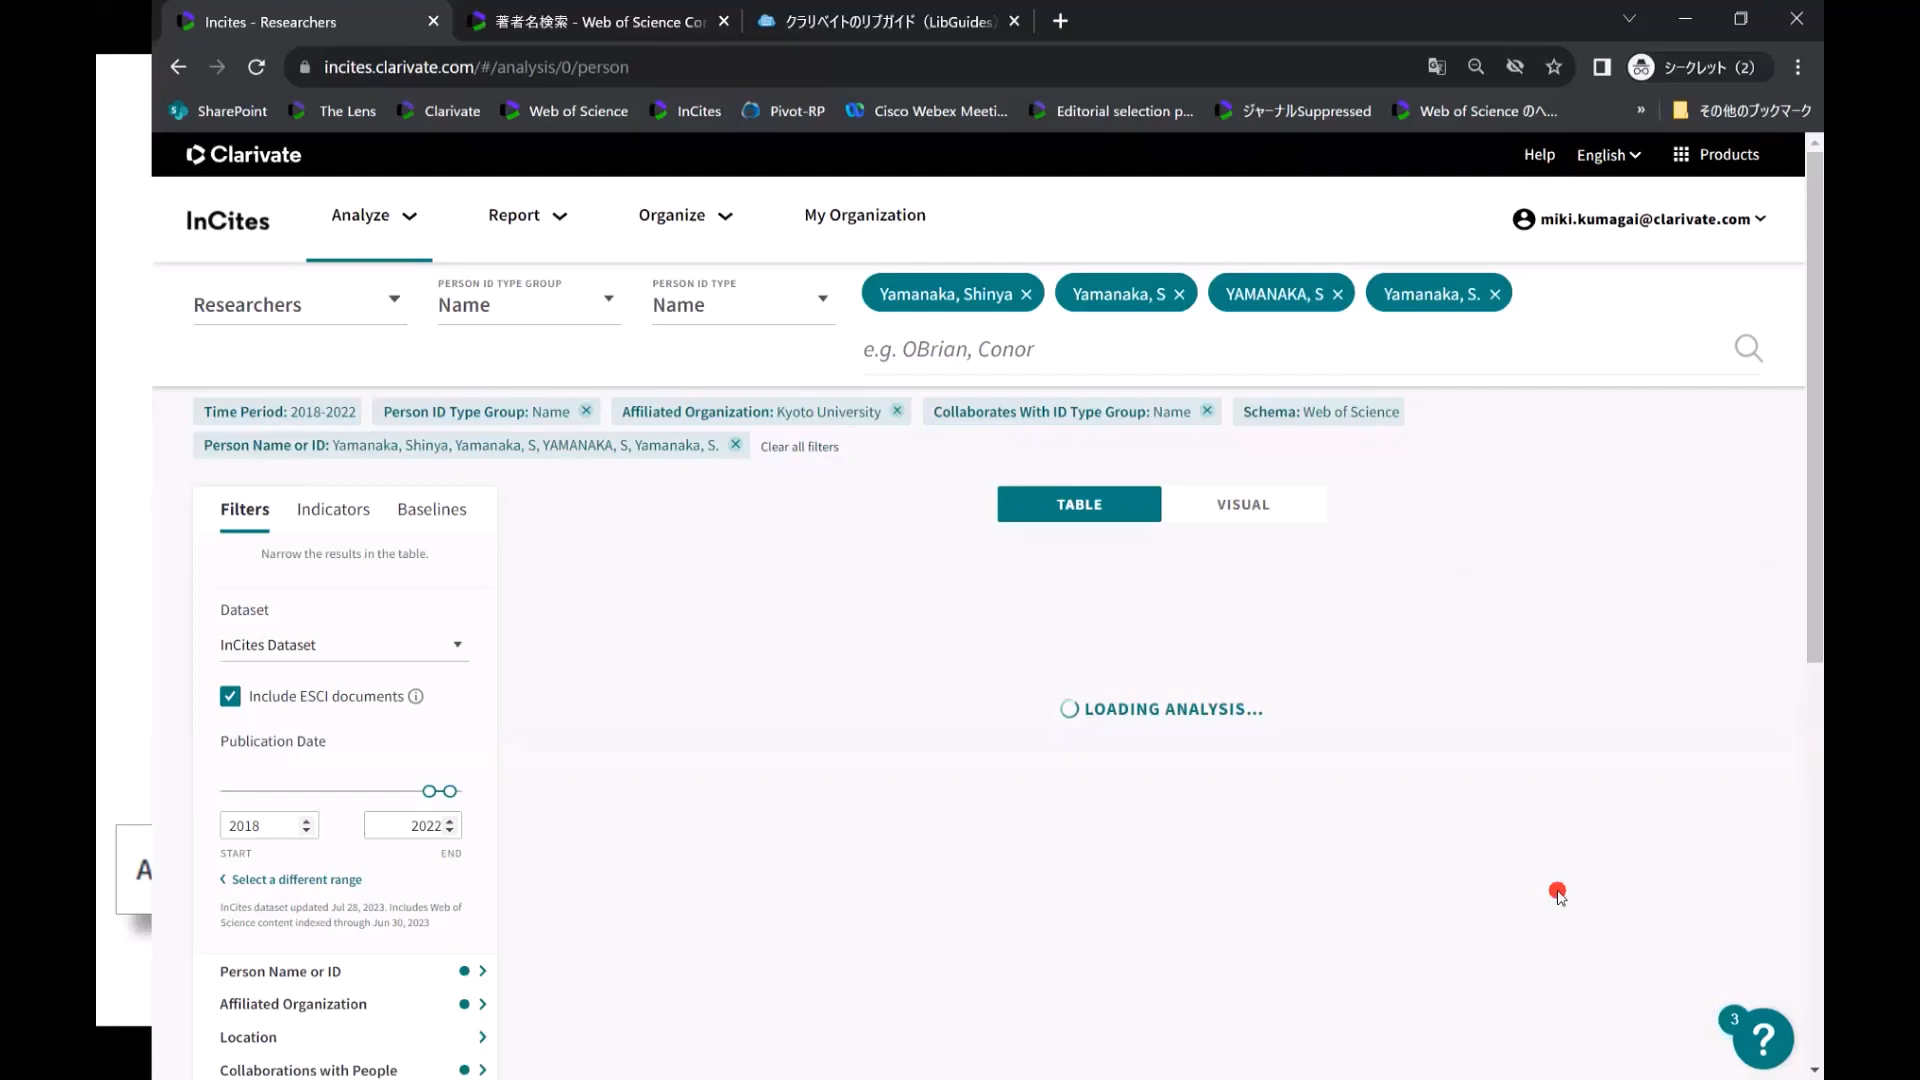 Incites - Researchers
著者名検索 - Web of Science Cor
クラリベイトのリブガイド（LibGuides）
incites.clarivate.com/#/analysis/0/person
シークレット（2）
SharePoint
The Lens
Clarivate
Web of Science
InCites
Pivot-RP
Cisco Webex Meeti...
Editorial selection p...
ジャーナルSuppressed
Web of Science のヘ...
»
その他のブックマーク
Clarivate
Help
English
Products
InCites
Analyze
Report
Organize
My Organization
miki.kumagai@clarivate.com
Researchers
PERSON ID TYPE GROUP
Name
PERSON ID TYPE
Name
Yamanaka, Shinya
Yamanaka, S
YAMANAKA, S
Yamanaka, S.
e.g. OBrian, Conor
Time Period: 2018-2022
Person ID Type Group: Name
Affiliated Organization: Kyoto University
Collaborates With ID Type Group: Name
Schema: Web of Science
Person Name or ID: Yamanaka, Shinya, Yamanaka, S, YAMANAKA, S, Yamanaka, S.
Clear all filters
Filters
Indicators
Baselines
TABLE
VISUAL
Narrow the results in the table.
Dataset
InCites Dataset
Include ESCI documents
LOADING ANALYSIS...
Publication Date
2018
2022
START
END
Select a different range
InCites dataset updated Jul 28, 2023. Includes Web of
Science content indexed through Jun 30, 2023
A
Person Name or ID
Affiliated Organization
Location
Collaborations with People
3
?